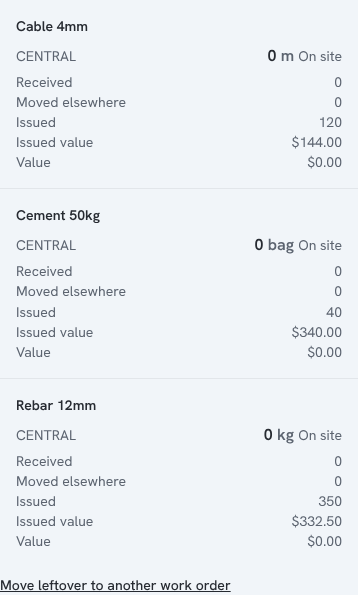 Cable 4mm
CENTRAL 0 m On site
Received 0
Moved elsewhere 0
Issued 120
Issued value $144.00
Value $0.00
Cement 50kg
CENTRAL 0 bag On site
Received 0
Moved elsewhere 0
Issued 40
Issued value $340.00
Value $0.00
Rebar 12mm
CENTRAL 0 kg On site
Received 0
Moved elsewhere 0
Issued 350
Issued value $332.50
Value $0.00
Move leftover to another work order